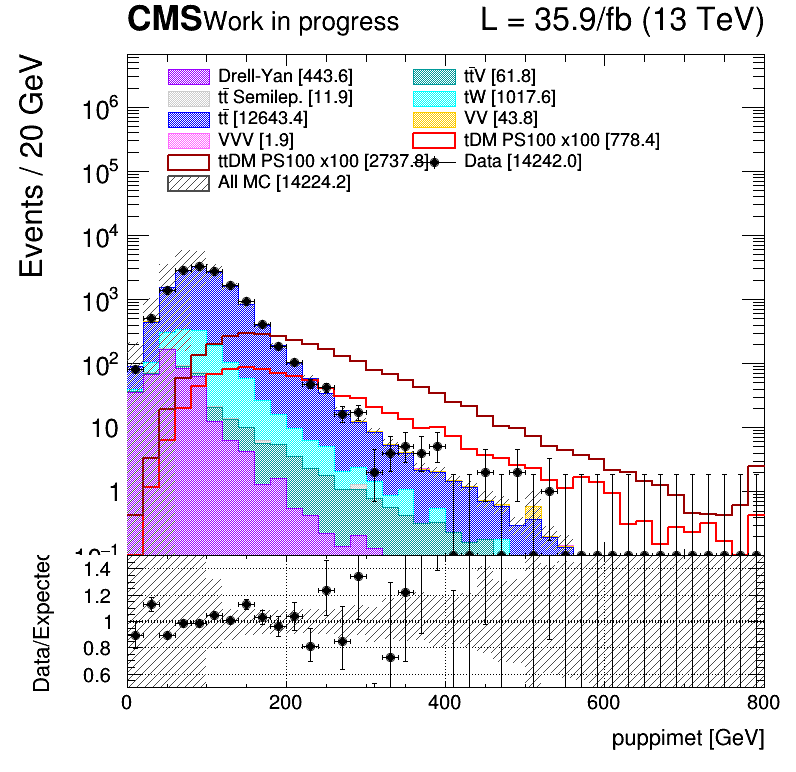 CMS Work in progress L = 35.9/fb (13 TeV)
Events / 20 GeV
Drell-Yan [443.6] tt̄V [61.8]
tt̄ Semilep. [11.9] tW [1017.6]
tt̄ [12643.4] VV [43.8]
VVV [1.9] tDM PS100 x100 [778.4]
ttDM PS100 x100 [2737.8] Data [14242.0]
All MC [14224.2]
10⁶
10⁵
10⁴
10³
10²
10
1
10⁻¹
Data/Expected
1.4
1.2
1
0.8
0.6
0 200 400 600 800
puppimet [GeV]